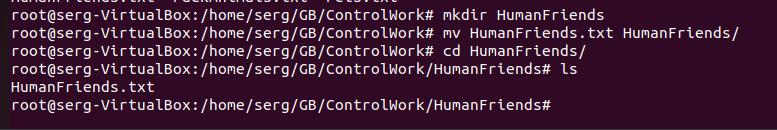 root@serg-VirtualBox:/home/serg/GB/ControlWork# mkdir HumanFriends
root@serg-VirtualBox:/home/serg/GB/ControlWork# mv HumanFriends.txt HumanFriends/
root@serg-VirtualBox:/home/serg/GB/ControlWork# cd HumanFriends/
root@serg-VirtualBox:/home/serg/GB/ControlWork/HumanFriends# ls
HumanFriends.txt
root@serg-VirtualBox:/home/serg/GB/ControlWork/HumanFriends#